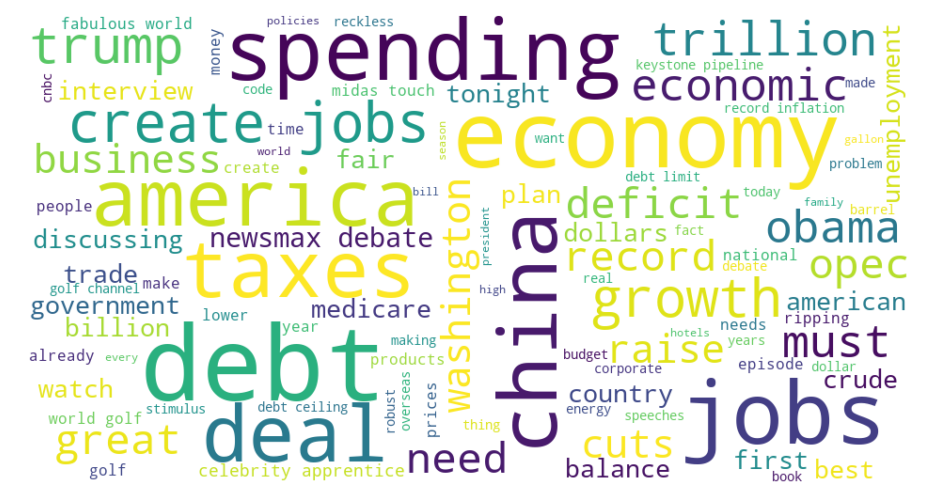 fabulous world
policies
reckless
trump
money
spending
trillion
keystone pipeline
unemployment
cnbc
interview
code
midas touch
tonight
economic
made
create jobs
time
season
economy
record inflation
want
gallon
business
create
world
fair
problem
america
bill
washington
plan
debt limit
today
family
people
deficit
barrel
discussing
newsmax debate
president
china
dollars
fact
obama
trade
make
taxes
record
national
debate
opec
golf channel
real
government
medicare
high
growth
american
billion
lower
year
making
hotels
needs
ripping
already
every
debt
products
budget
raise
years
episode
must
watch
corporate
dollar
crude
world golf
stimulus
debt ceiling
robust
overseas
prices
country
energy
speeches
jobs
great
deal
thing
cuts
golf
celebrity apprentice
need
balance
first
book
best